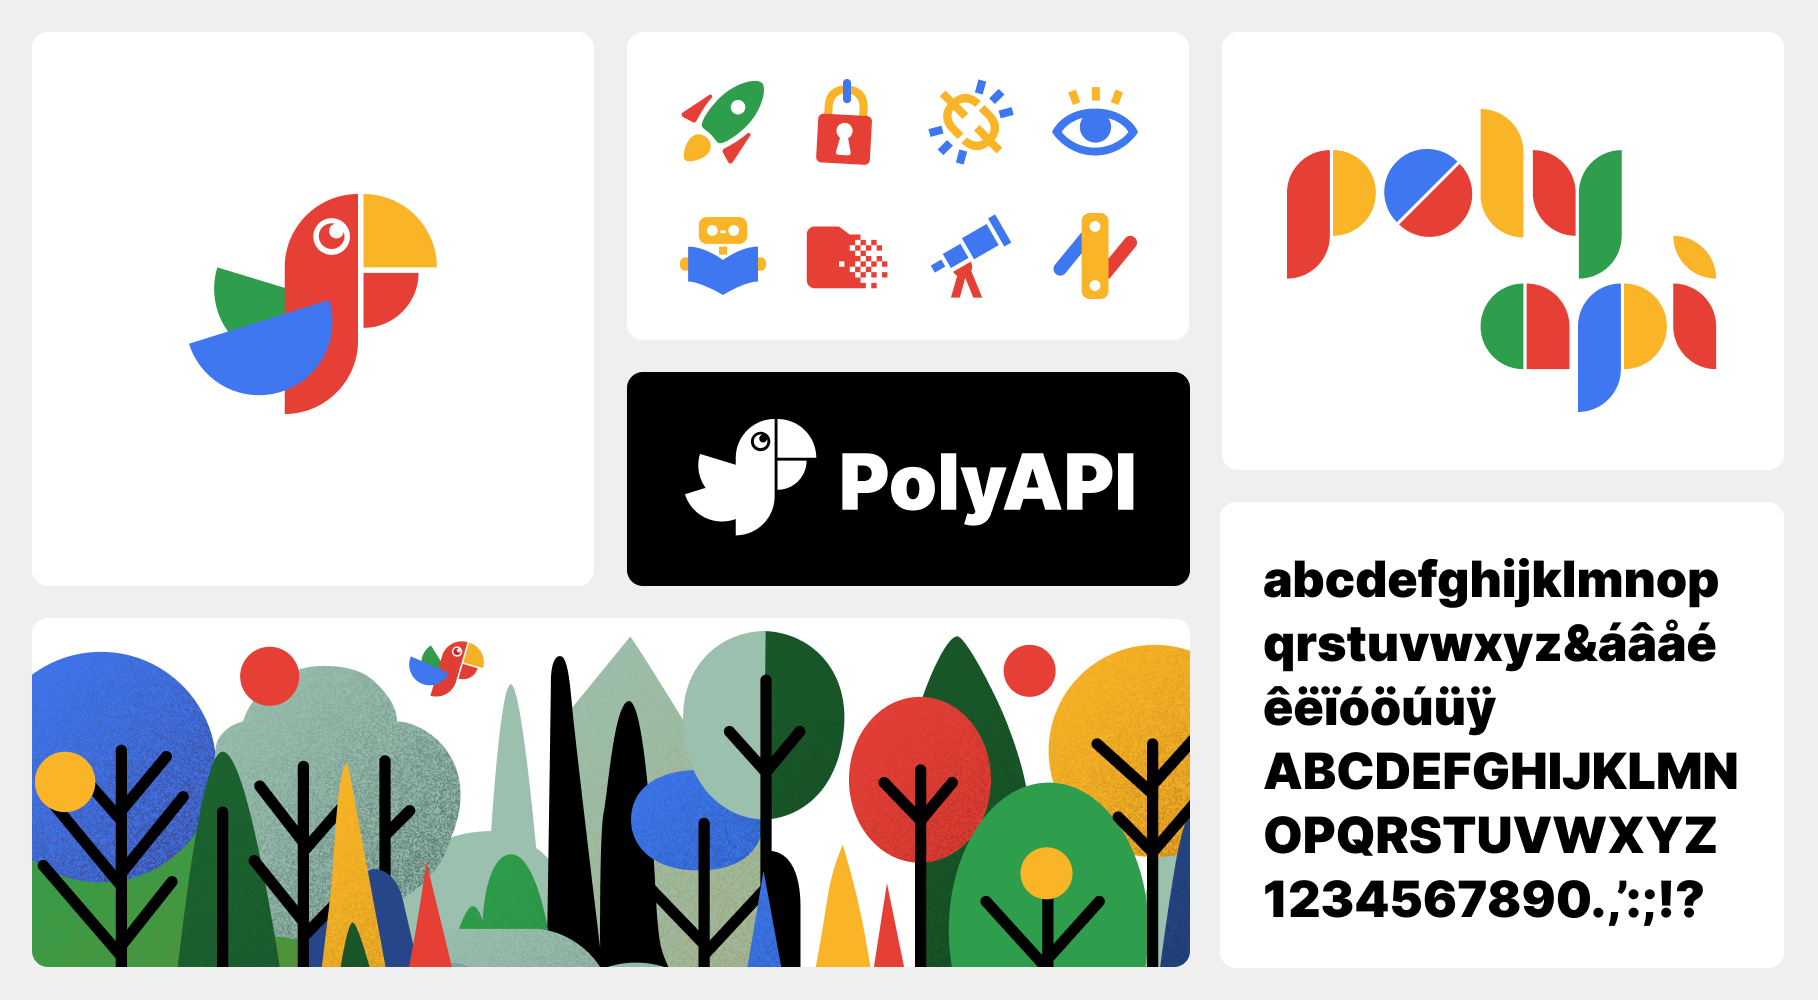 poly
api
PolyAPI
abcdefghijklmnop
qrstuvwxyz&áâåé
êëïóöúüÿ
ABCDEFGHIJKLMN
OPQRSTUVWXYZ
1234567890.,’:;!?